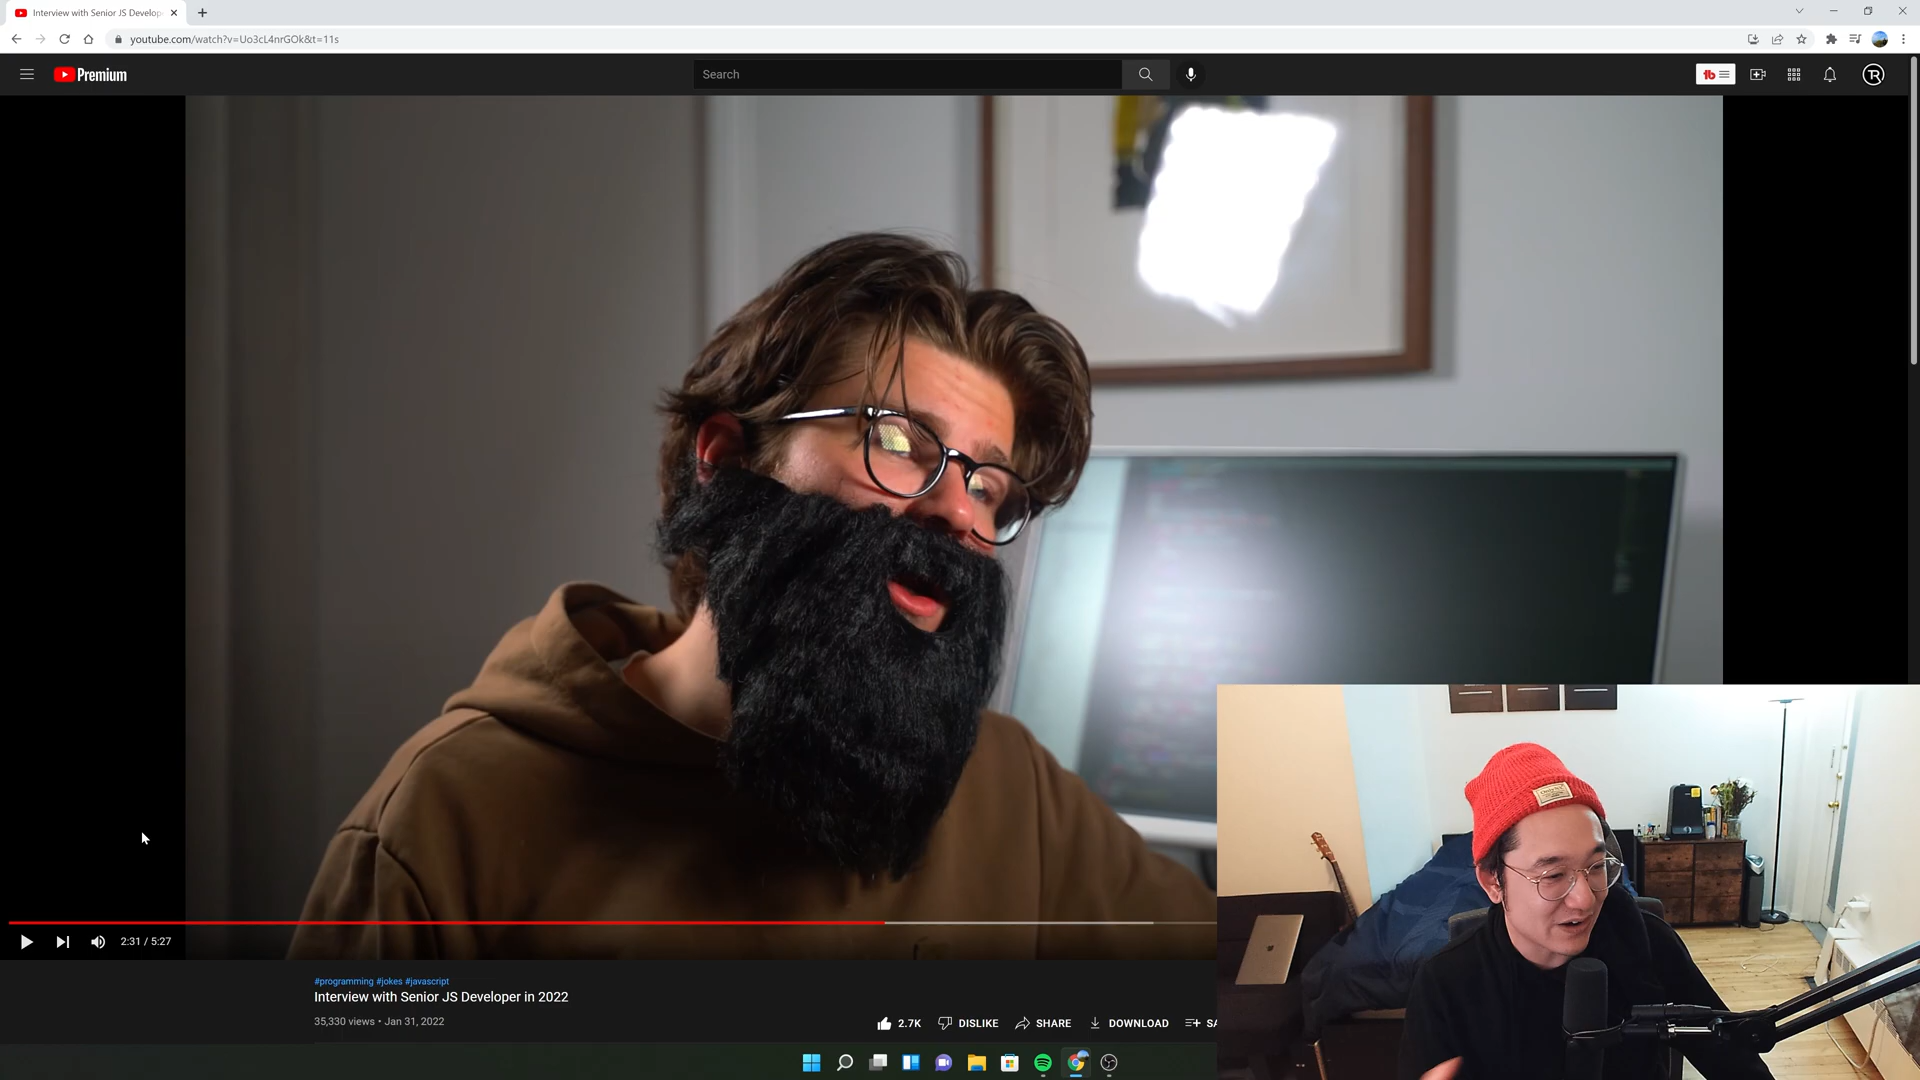 Interview with Senior JS Develop
youtube.com/watch?v=Uo3cL4nrGOk&t=11s
Premium
Search
2:31 / 5:27
#programming #jokes #javascript
Interview with Senior JS Developer in 2022
35,330 views • Jan 31, 2022
2.7K
DISLIKE
SHARE
DOWNLOAD
SA